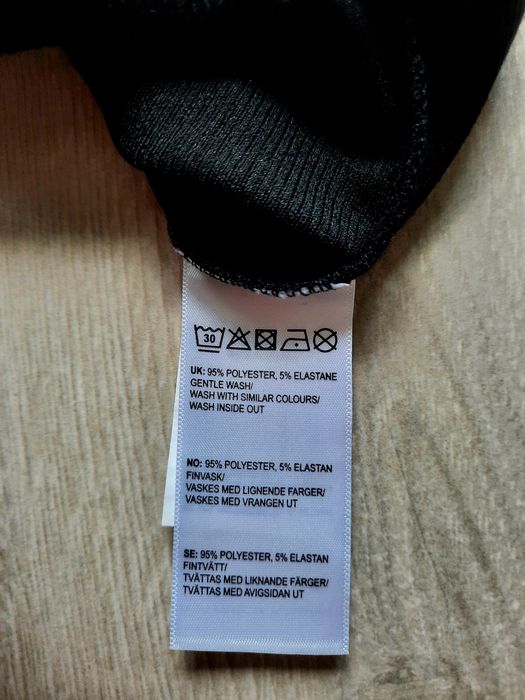 30
UK: 95% POLYESTER, 5% ELASTANE
GENTLE WASH/
WASH WITH SIMILAR COLOURS/
WASH INSIDE OUT
NO: 95% POLYESTER, 5% ELASTAN
FINVASK/
VASKES MED LIGNENDE FARGER/
VASKES MED VRANGEN UT
SE: 95% POLYESTER, 5% ELASTAN
FINTVÄTT/
TVÄTTAS MED LIKNANDE FÄRGER/
TVÄTTAS MED AVIGSIDAN UT